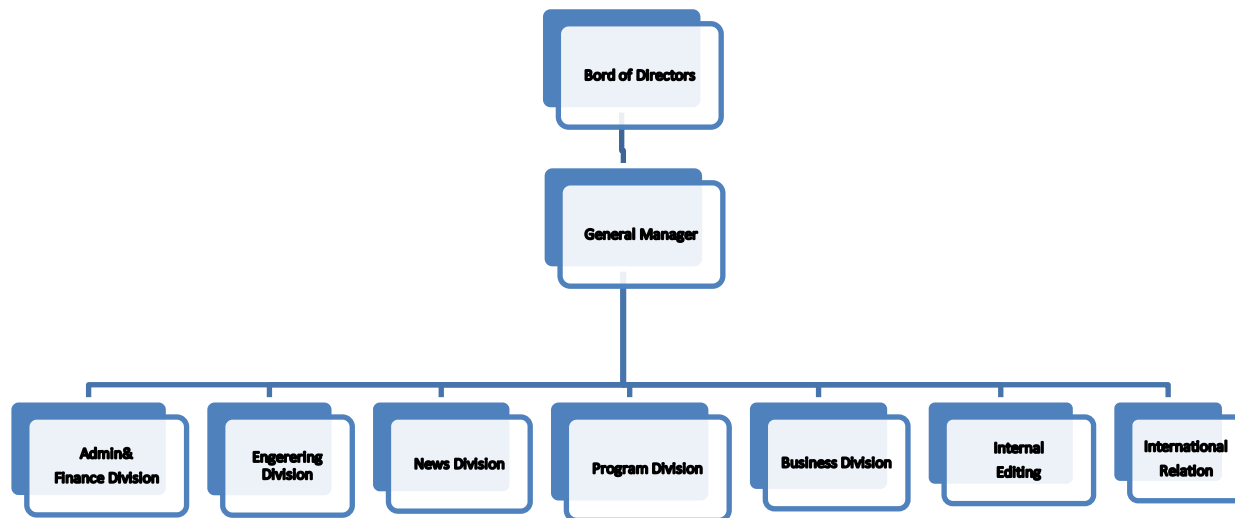 Bord of Directors
General Manager
Admin&
Finance Division
Engerering
Division
News Division
Program Division
Business Division
Internal
Editing
International
Relation